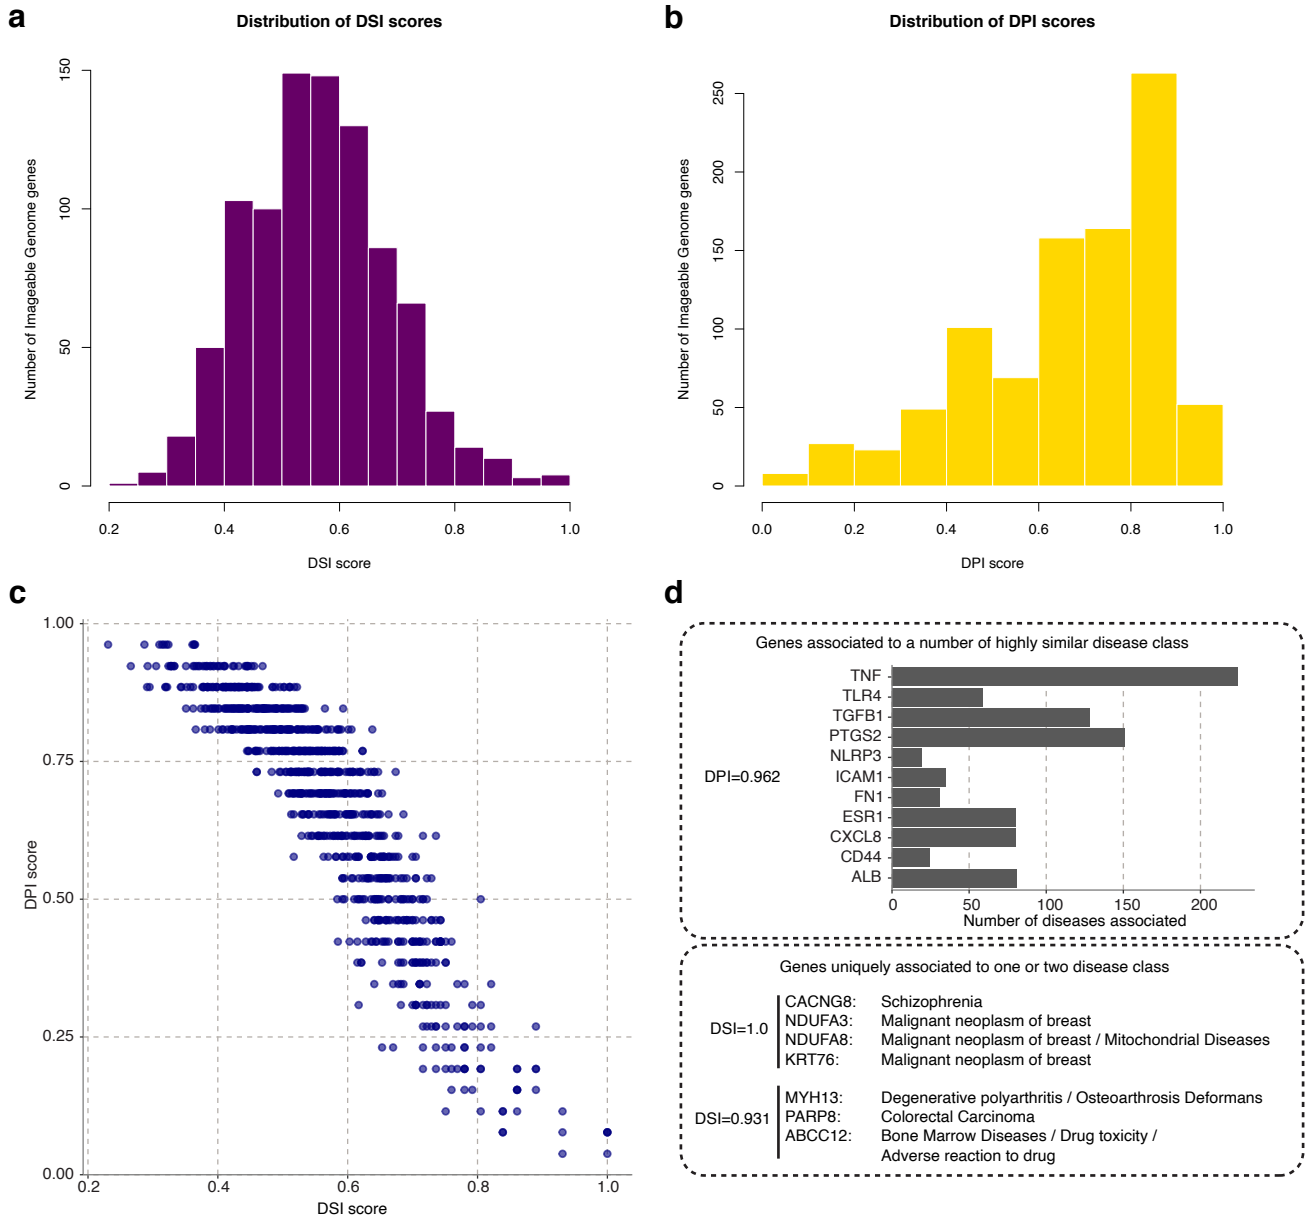 a
Distribution of DSI scores
Number of Imageable Genome genes
150
100
50
0
0.2 0.4 0.6 0.8 1.0
DSI score
b
Distribution of DPI scores
Number of Imageable Genome genes
250
200
150
100
50
0
0.0 0.2 0.4 0.6 0.8 1.0
DPI score
c
DPI score
1.00
0.75
0.50
0.25
0.00
0.2 0.4 0.6 0.8 1.0
DSI score
d
Genes associated to a number of highly similar disease class
DPI=0.962
TNF
TLR4
TGFB1
PTGS2
NLRP3
ICAM1
FN1
ESR1
CXCL8
CD44
ALB
0 50 100 150 200
Number of diseases associated
Genes uniquely associated to one or two disease class
DSI=1.0
CACNG8: Schizophrenia
NDUFA3: Malignant neoplasm of breast
NDUFA8: Malignant neoplasm of breast / Mitochondrial Diseases
KRT76: Malignant neoplasm of breast
DSI=0.931
MYH13: Degenerative polyarthritis / Osteoarthrosis Deformans
PARP8: Colorectal Carcinoma
ABCC12: Bone Marrow Diseases / Drug toxicity /
Adverse reaction to drug